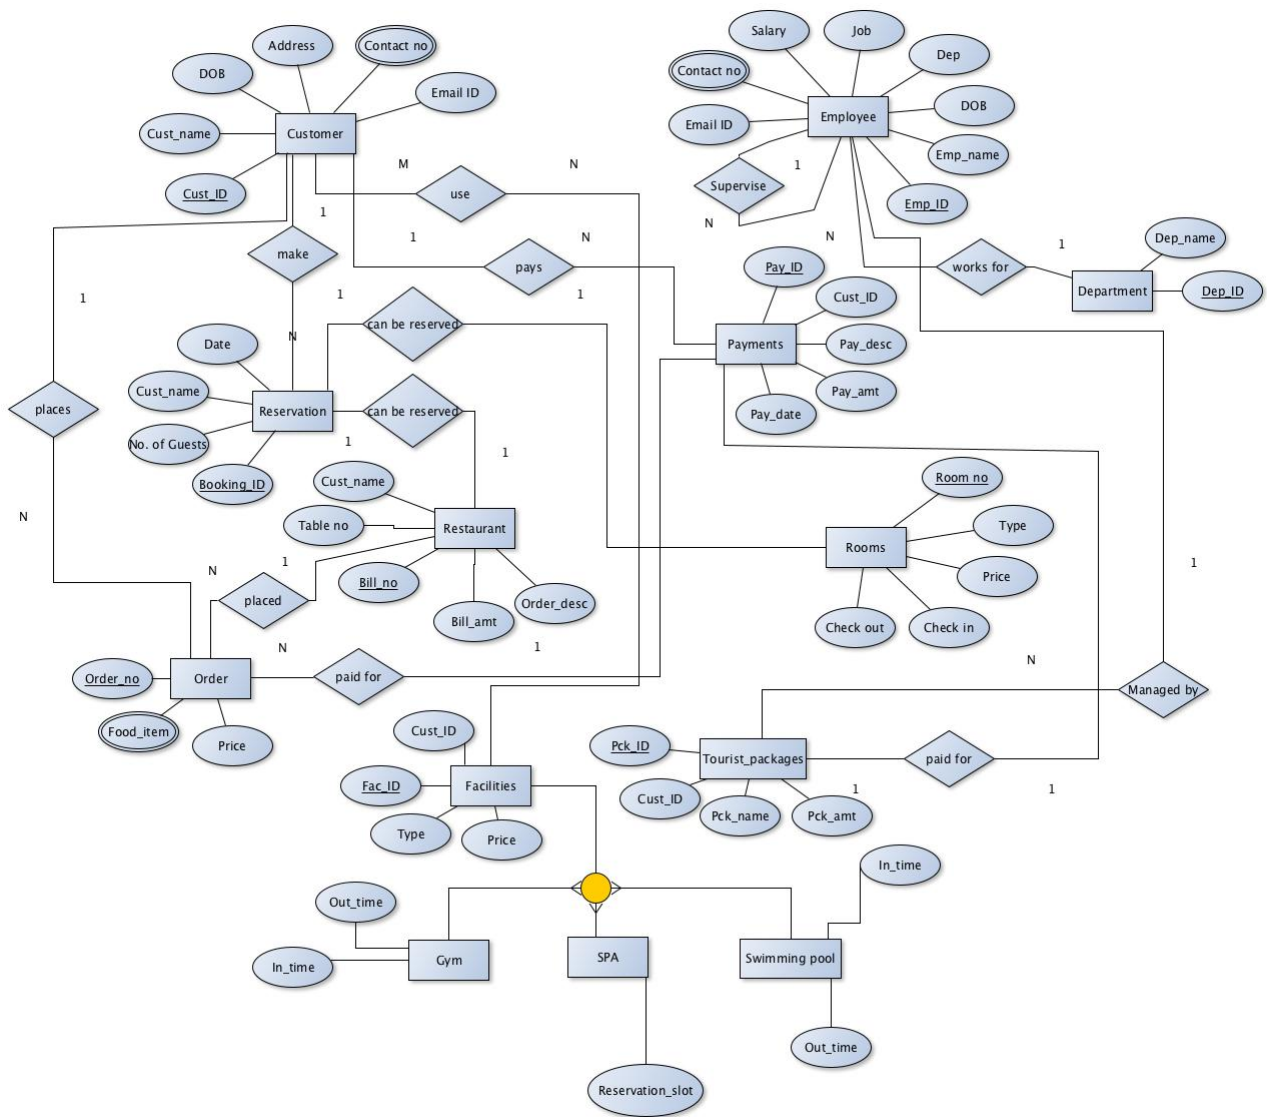 Salary
Job
Address
Contact no
Dep
DOB
Contact no
Email ID
DOB
Customer
Employee
Cust_name
Email ID
Emp_name
M
N
1
Supervise
use
Cust_ID
Emp_ID
1
N
1
N
N
1
Dep_name
make
pays
Pay_ID
works for
Department
Dep_ID
1
1
1
Cust_ID
can be reserved
N
Date
Payments
Pay_desc
Cust_name
Pay_amt
places
Reservation
can be reserved
Pay_date
No. of Guests
1
1
Booking_ID
Cust_name
Room no
N
Table no
Restaurant
Type
Rooms
1
1
N
Bill_no
Price
placed
Order_desc
Bill_amt
Check out
Check in
N
1
N
Order_no
Order
paid for
Managed by
Food_item
Price
Cust_ID
Pck_ID
Tourist_packages
paid for
Fac_ID
Facilities
Cust_ID
1
1
Pck_name
Pck_amt
Type
Price
In_time
Out_time
Gym
SPA
Swimming pool
In_time
Out_time
Reservation_slot